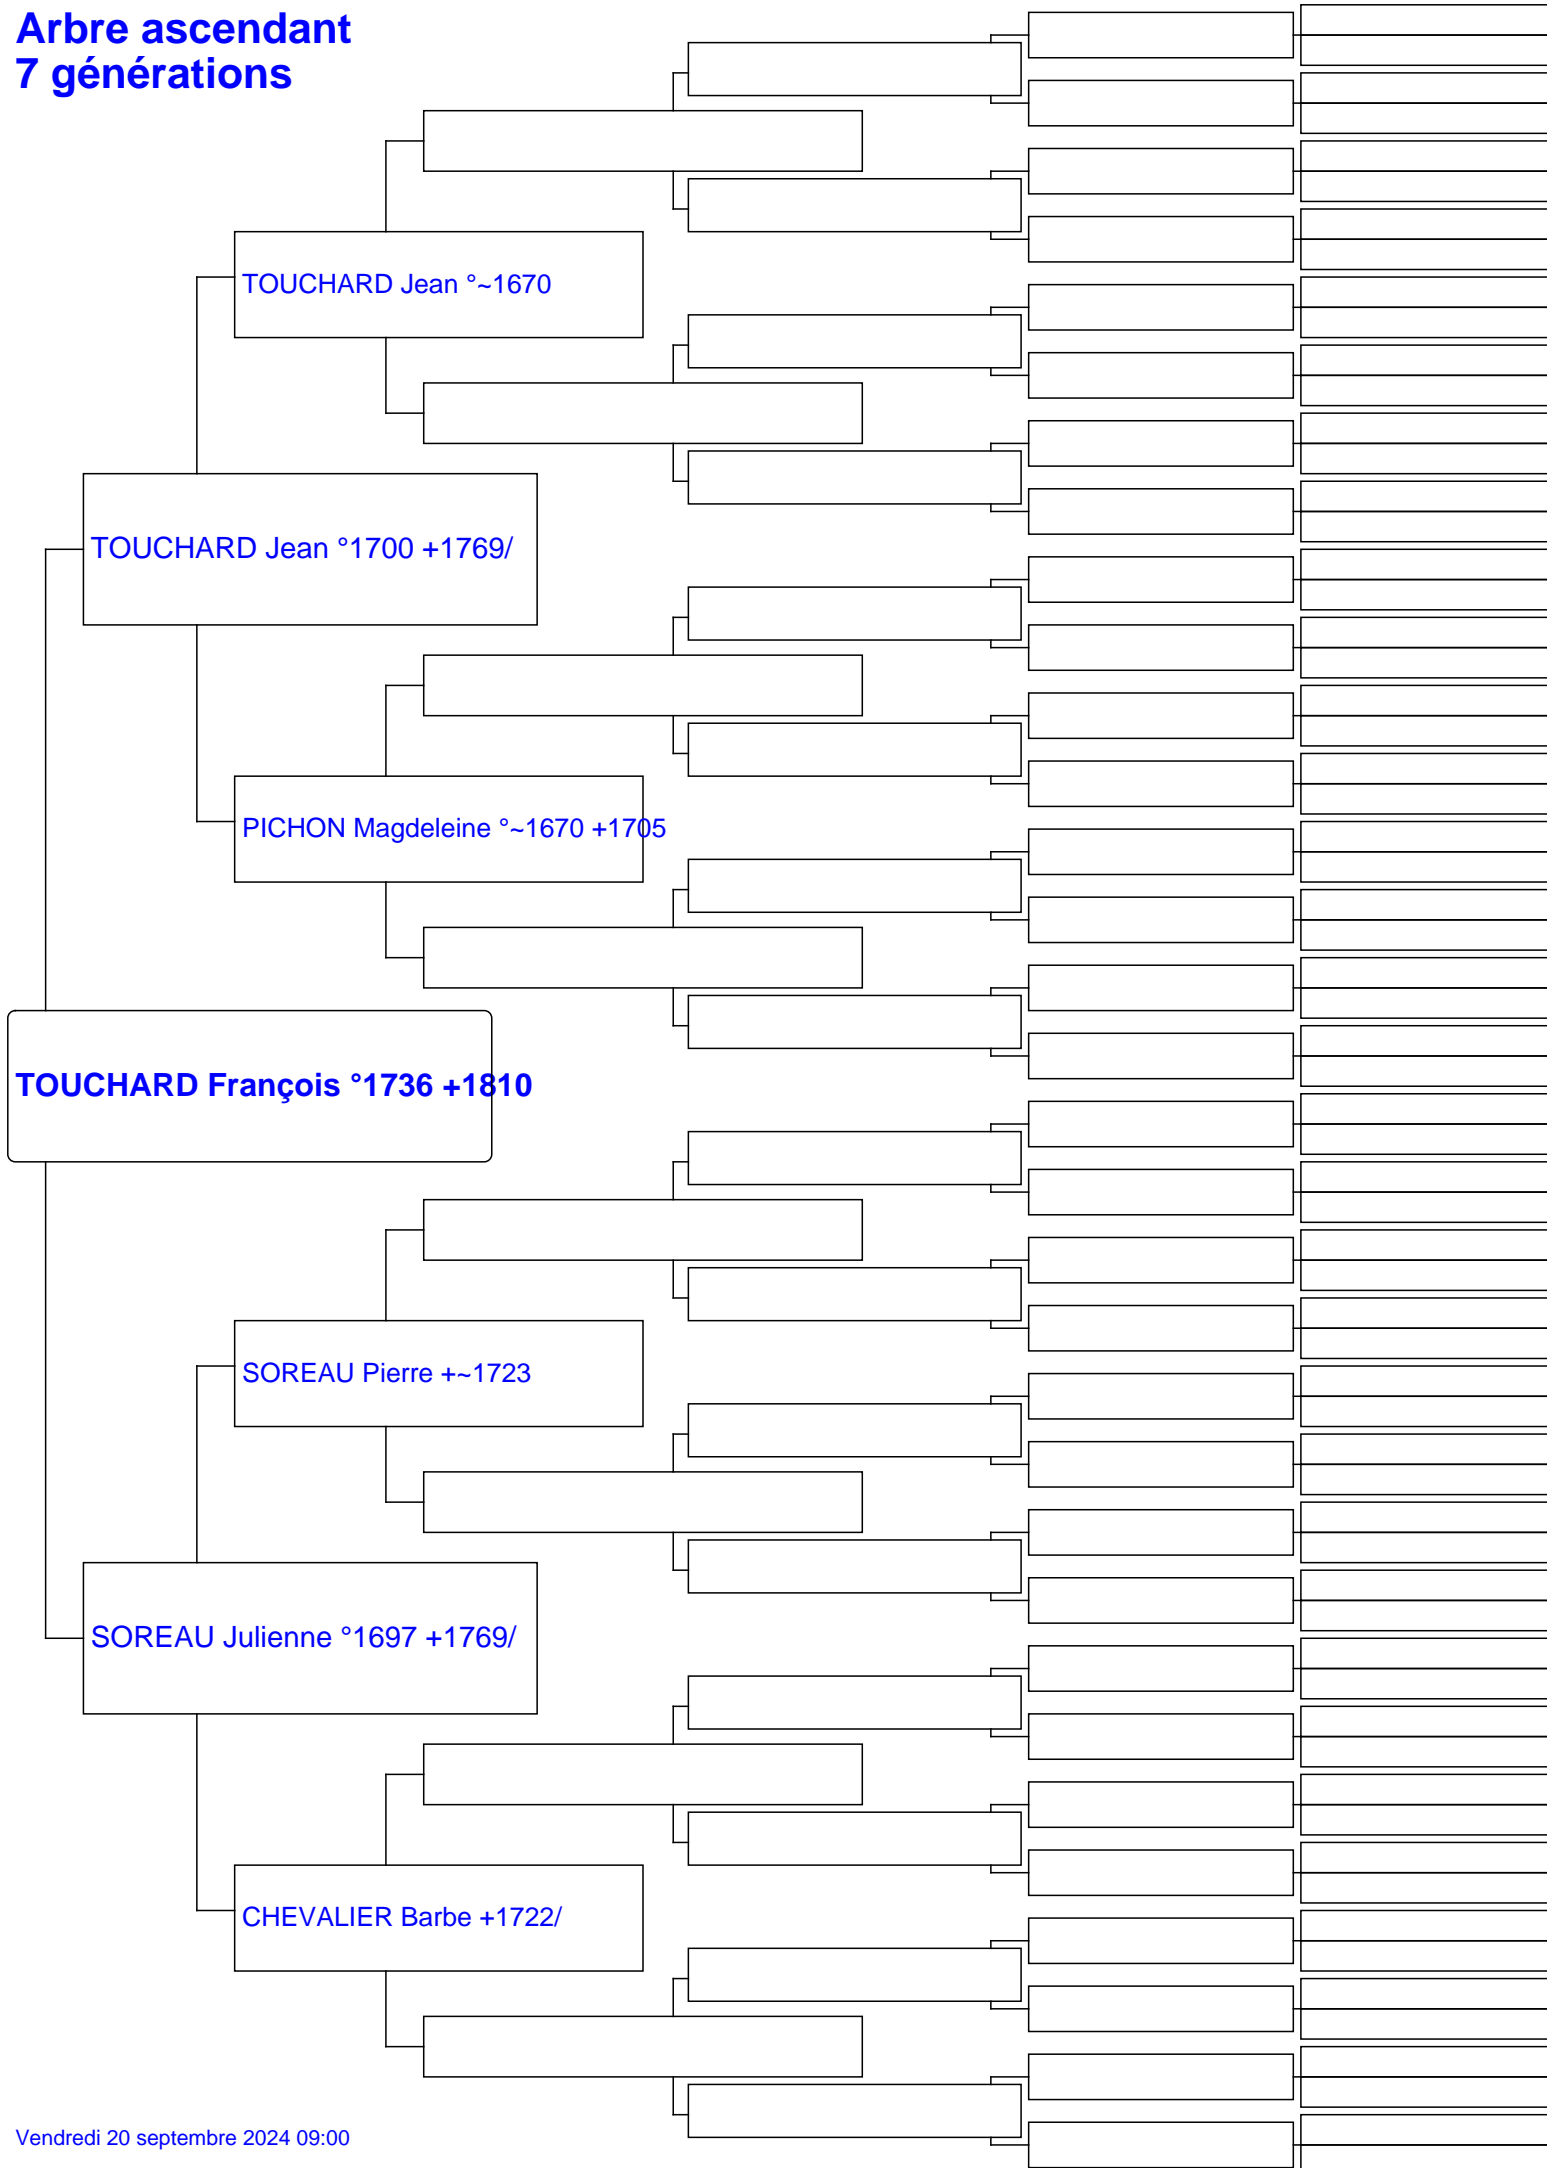 Arbre ascendant
7 générations
TOUCHARD Jean °~1670
TOUCHARD Jean °1700 +1769/
PICHON Magdeleine °~1670 +1705
TOUCHARD François °1736 +1810
SOREAU Pierre +~1723
SOREAU Julienne °1697 +1769/
CHEVALIER Barbe +1722/
Vendredi 20 septembre 2024 09:00